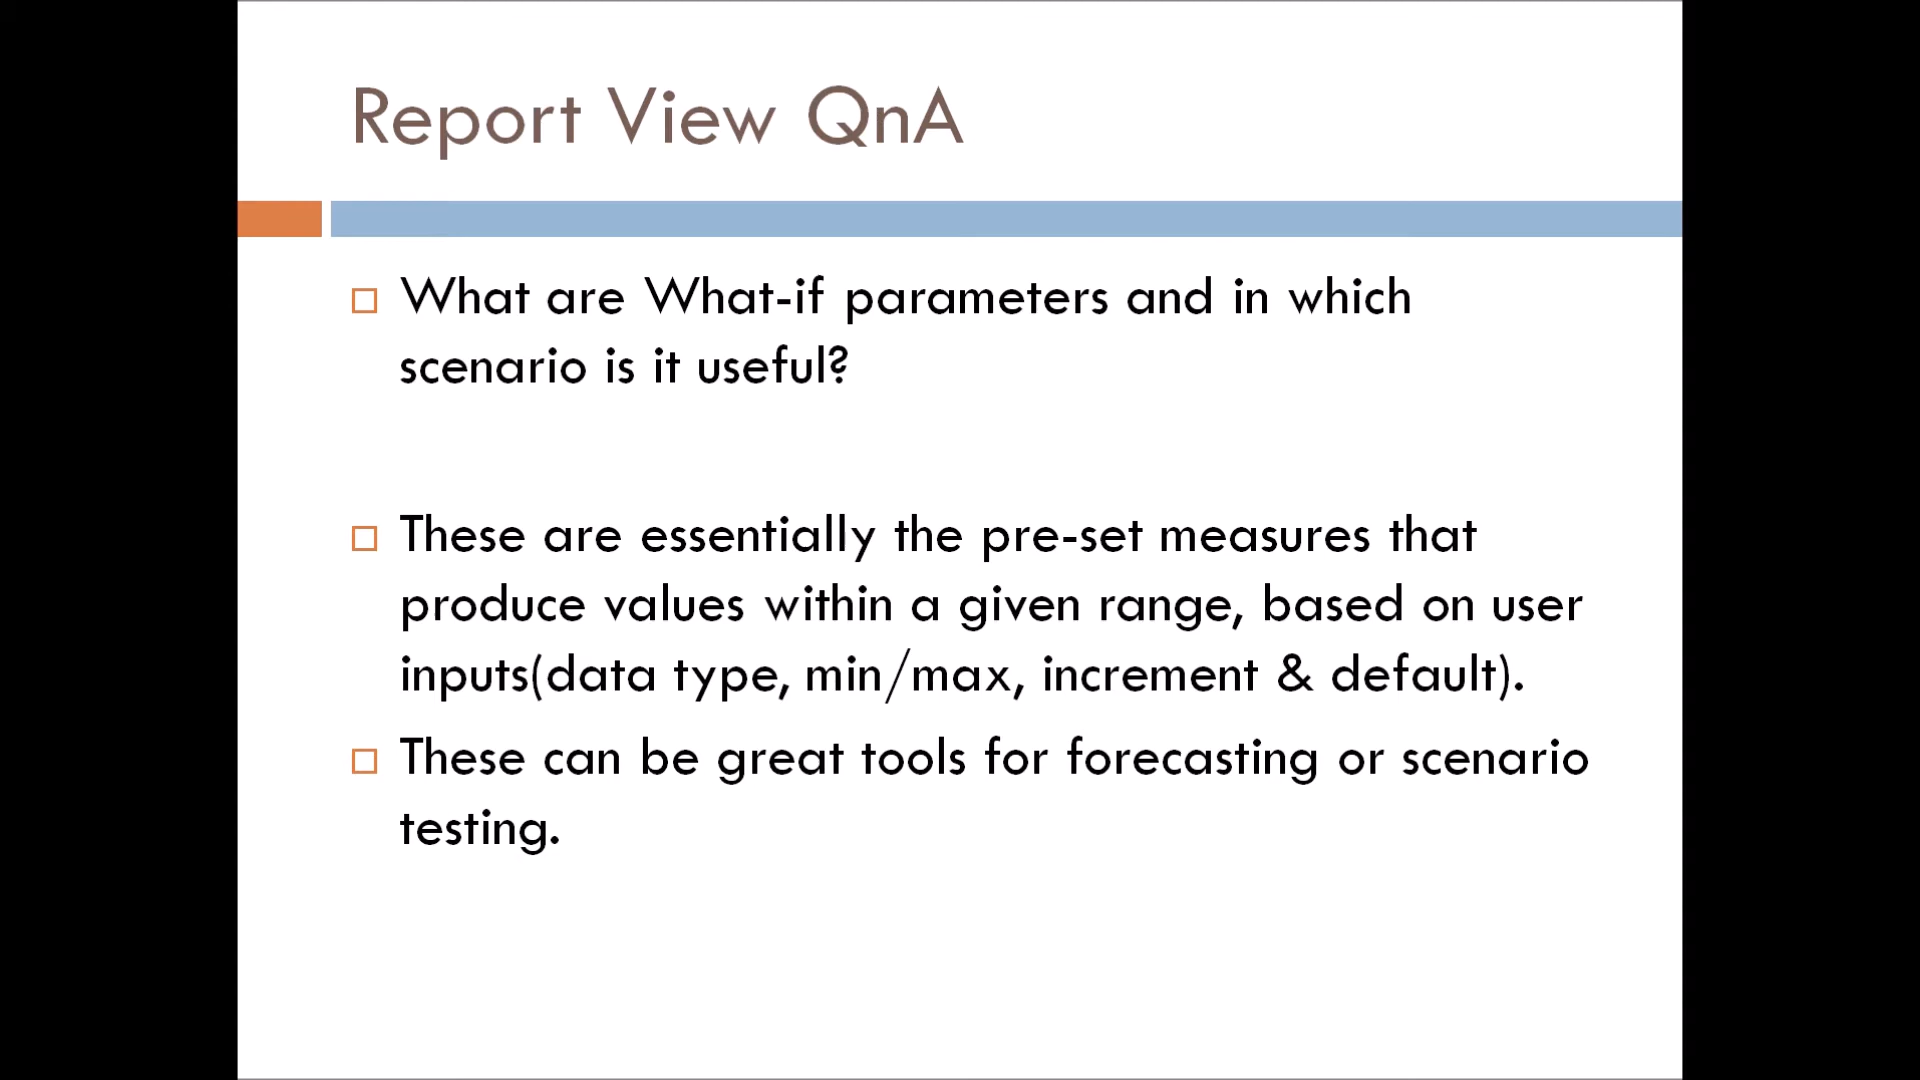 Report View QnA
What are What-if parameters and in which
scenario is it useful?
These are essentially the pre-set measures that
produce values within a given range, based on user
inputs(data type, min/max, increment & default).
These can be great tools for forecasting or scenario
testing.